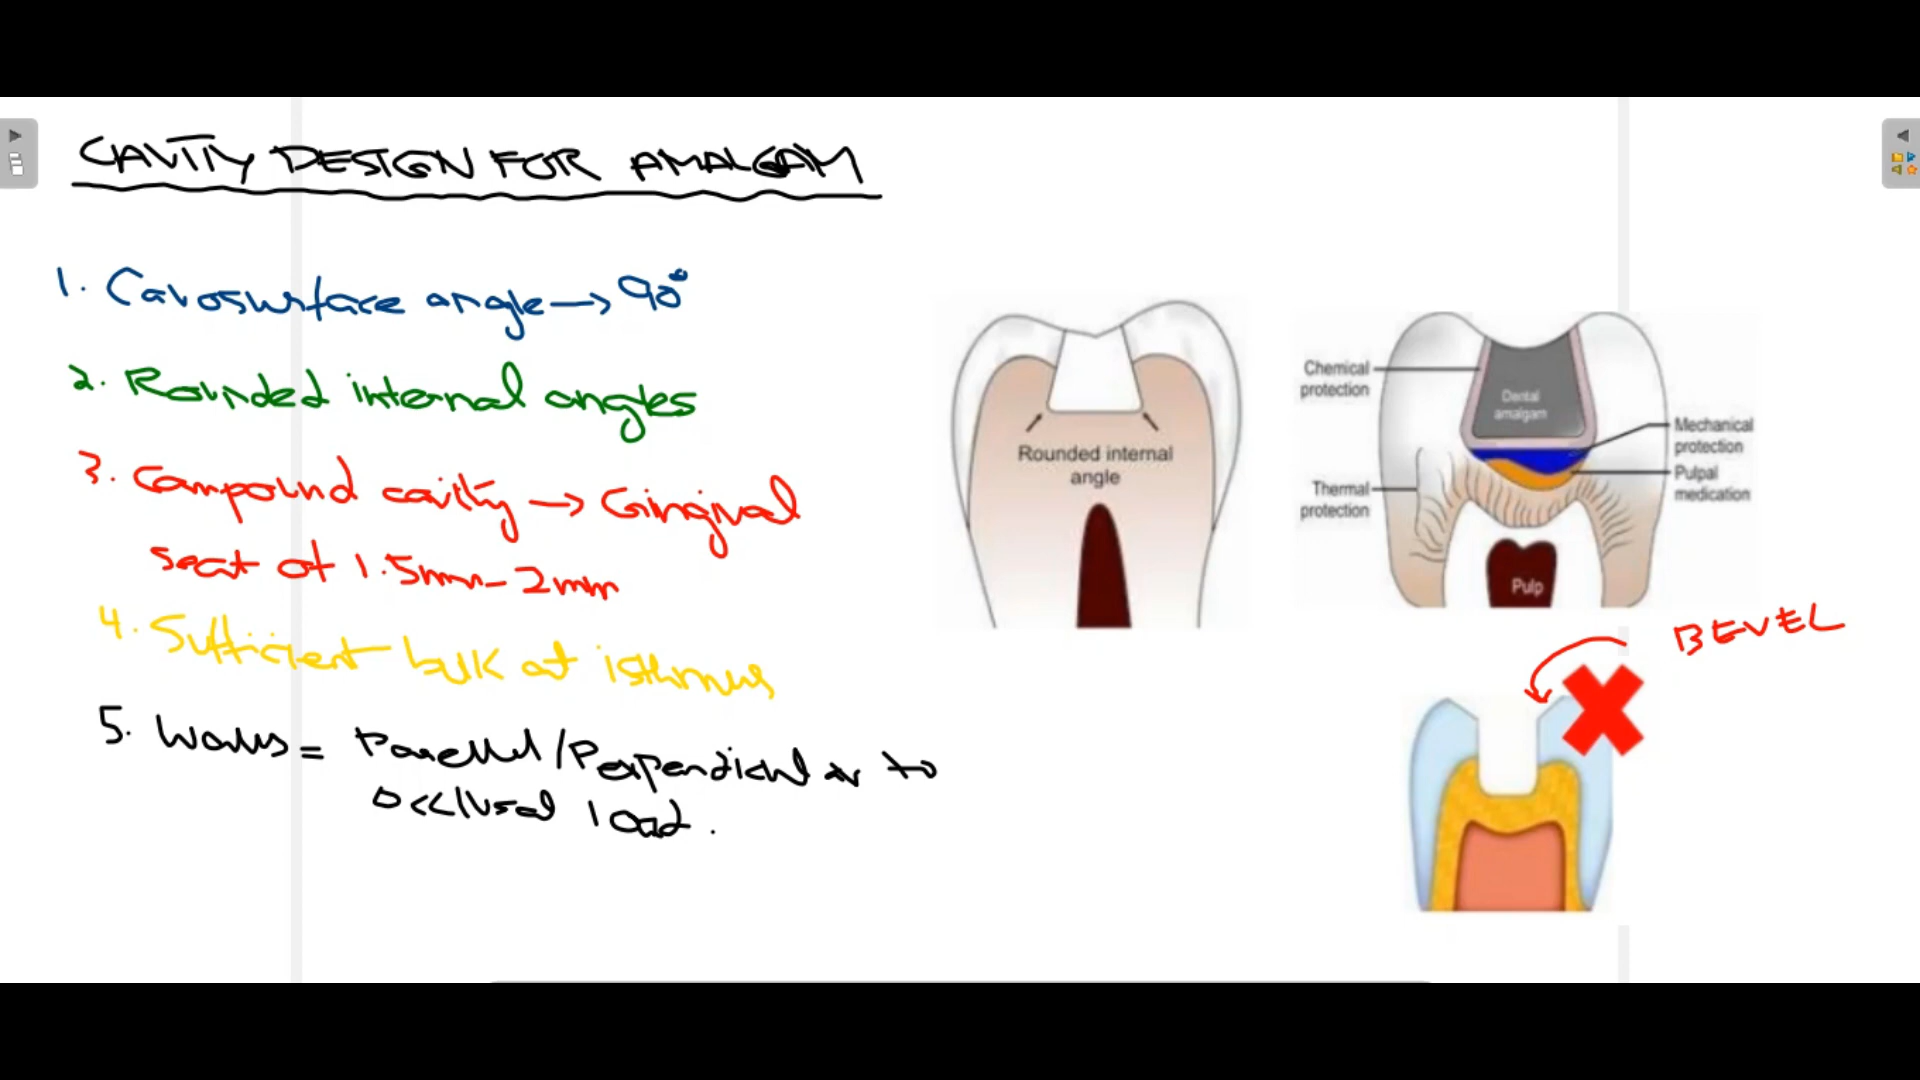 CAVITY DESIGN FOR AMALGAM
1. Cavosurface angle → 90°
2. Rounded internal angles
3. Compound cavity → Gingival
seat at 1.5mm - 2mm
4. Sufficient bulk at isthmus
5. Walls = Parallel / Perpendicular to
occlusal load.
Rounded internal
angle
Chemical
protection
Dental
amalgam
Mechanical
protection
Pulpal
medication
Thermal
protection
Pulp
BEVEL